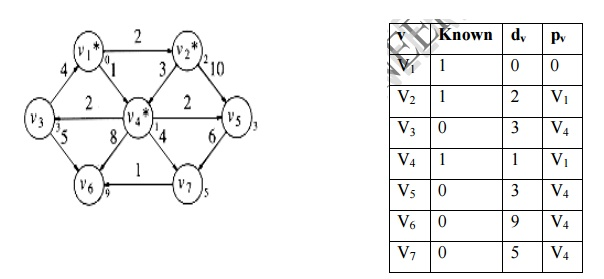 2
v1* v2*
0 2
4 1 3 10
2 2
v3 v4* v5
3 1 3
5 8 4 6
1
v6 v7
9 5
v Known dv pv
V1 1 0 0
V2 1 2 V1
V3 0 3 V4
V4 1 1 V1
V5 0 3 V4
V6 0 9 V4
V7 0 5 V4